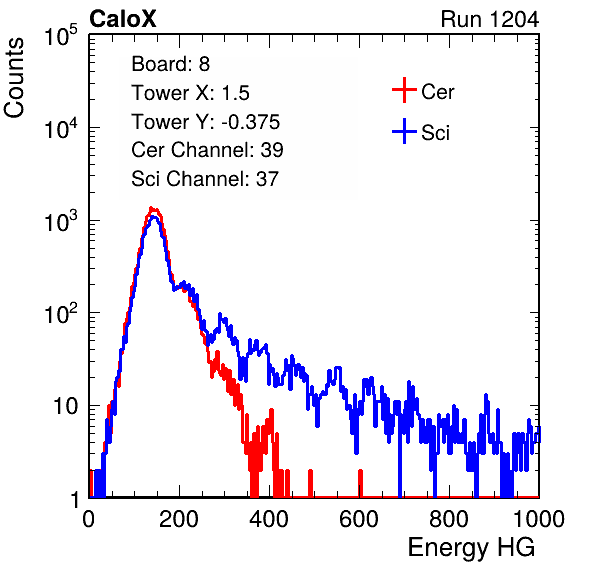 CaloX Run 1204
Counts
10^5
Board: 8
Tower X: 1.5
Tower Y: -0.375
Cer Channel: 39
Sci Channel: 37
Cer
Sci
10^4
10^3
10^2
10
1
0 200 400 600 800 1000
Energy HG